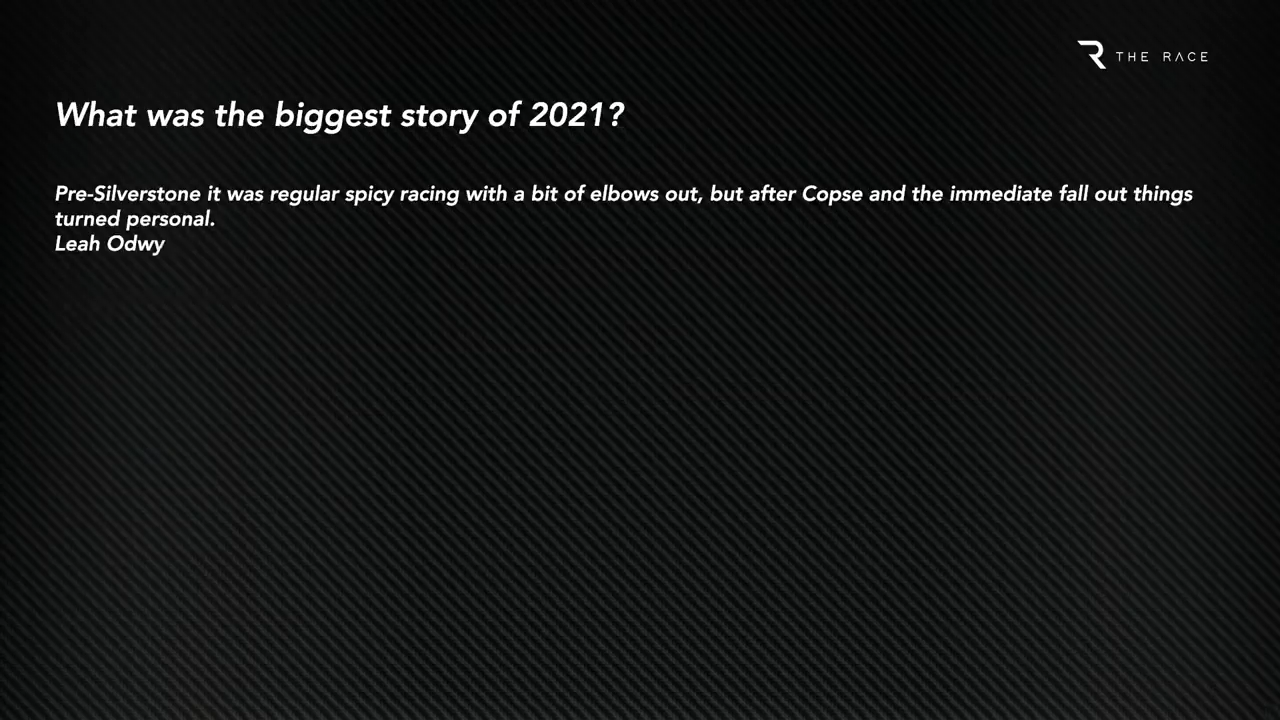 THE RACE
What was the biggest story of 2021?
Pre-Silverstone it was regular spicy racing with a bit of elbows out, but after Copse and the immediate fall out things
turned personal.
Leah Odwy